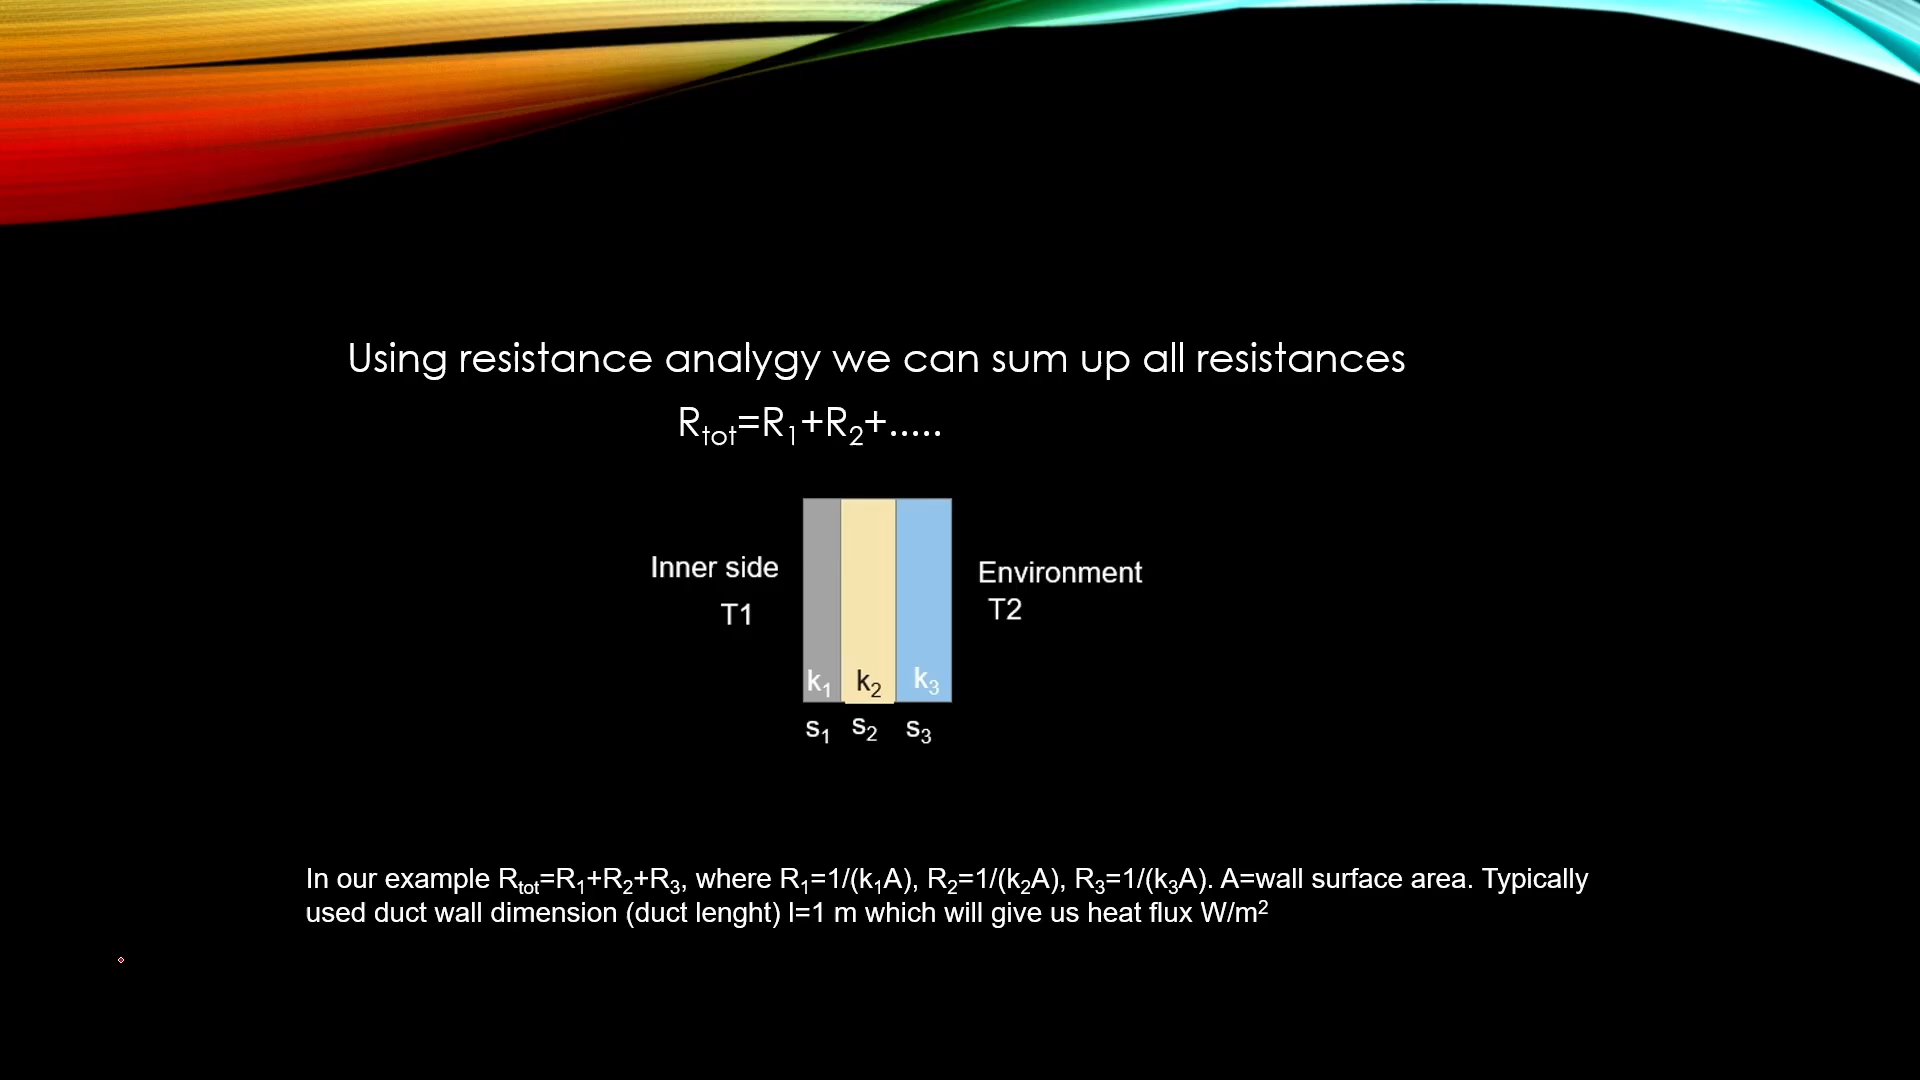 Using resistance analygy we can sum up all resistances
Rtot=R1+R2+.....
Inner side
Environment
T1
T2
k1 k2 k3
s1 s2 s3
In our example Rtot=R1+R2+R3, where R1=1/(k1A), R2=1/(k2A), R3=1/(k3A). A=wall surface area. Typically
used duct wall dimension (duct lenght) l=1 m which will give us heat flux W/m²